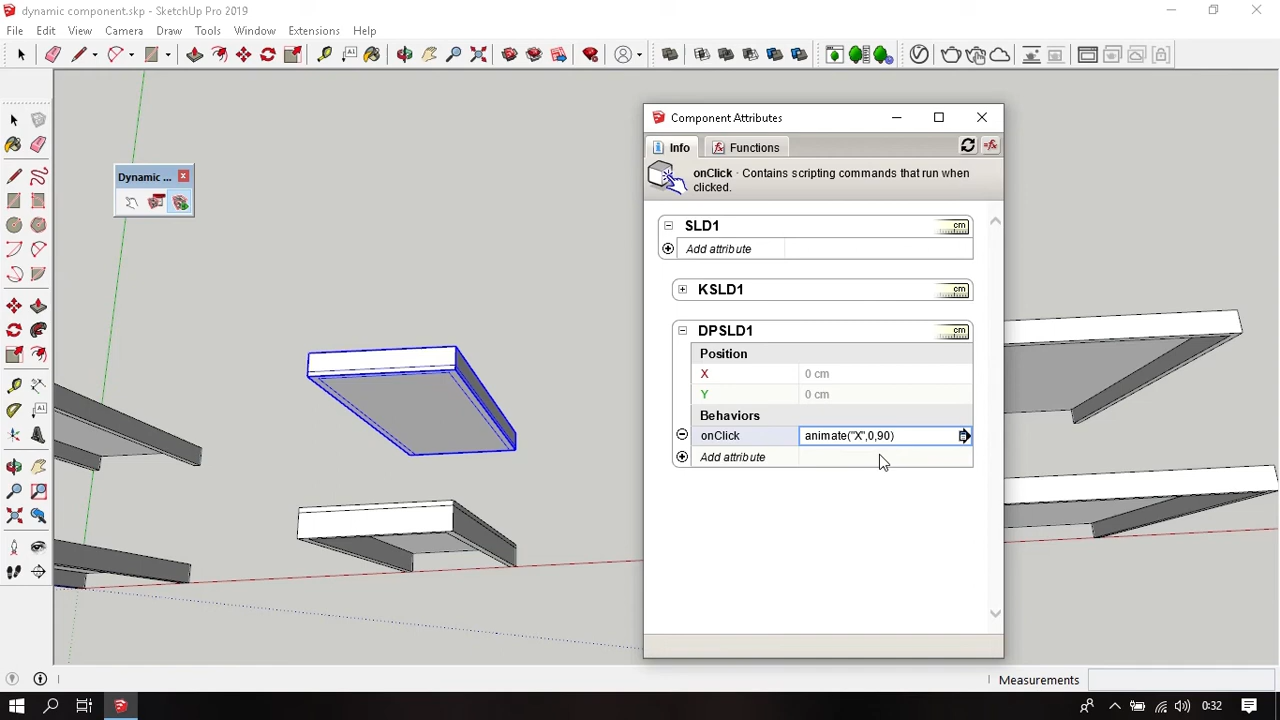 dynamic component.skp - SketchUp Pro 2019
File Edit View Camera Draw Tools Window Extensions Help
Dynamic ...
Component Attributes
Info Functions
onClick · Contains scripting commands that run when
clicked.
SLD1 cm
Add attribute
KSLD1 cm
DPSLD1 cm
Position
X 0 cm
Y 0 cm
Behaviors
onClick animate("X",0,90)
Add attribute
Measurements
0:32